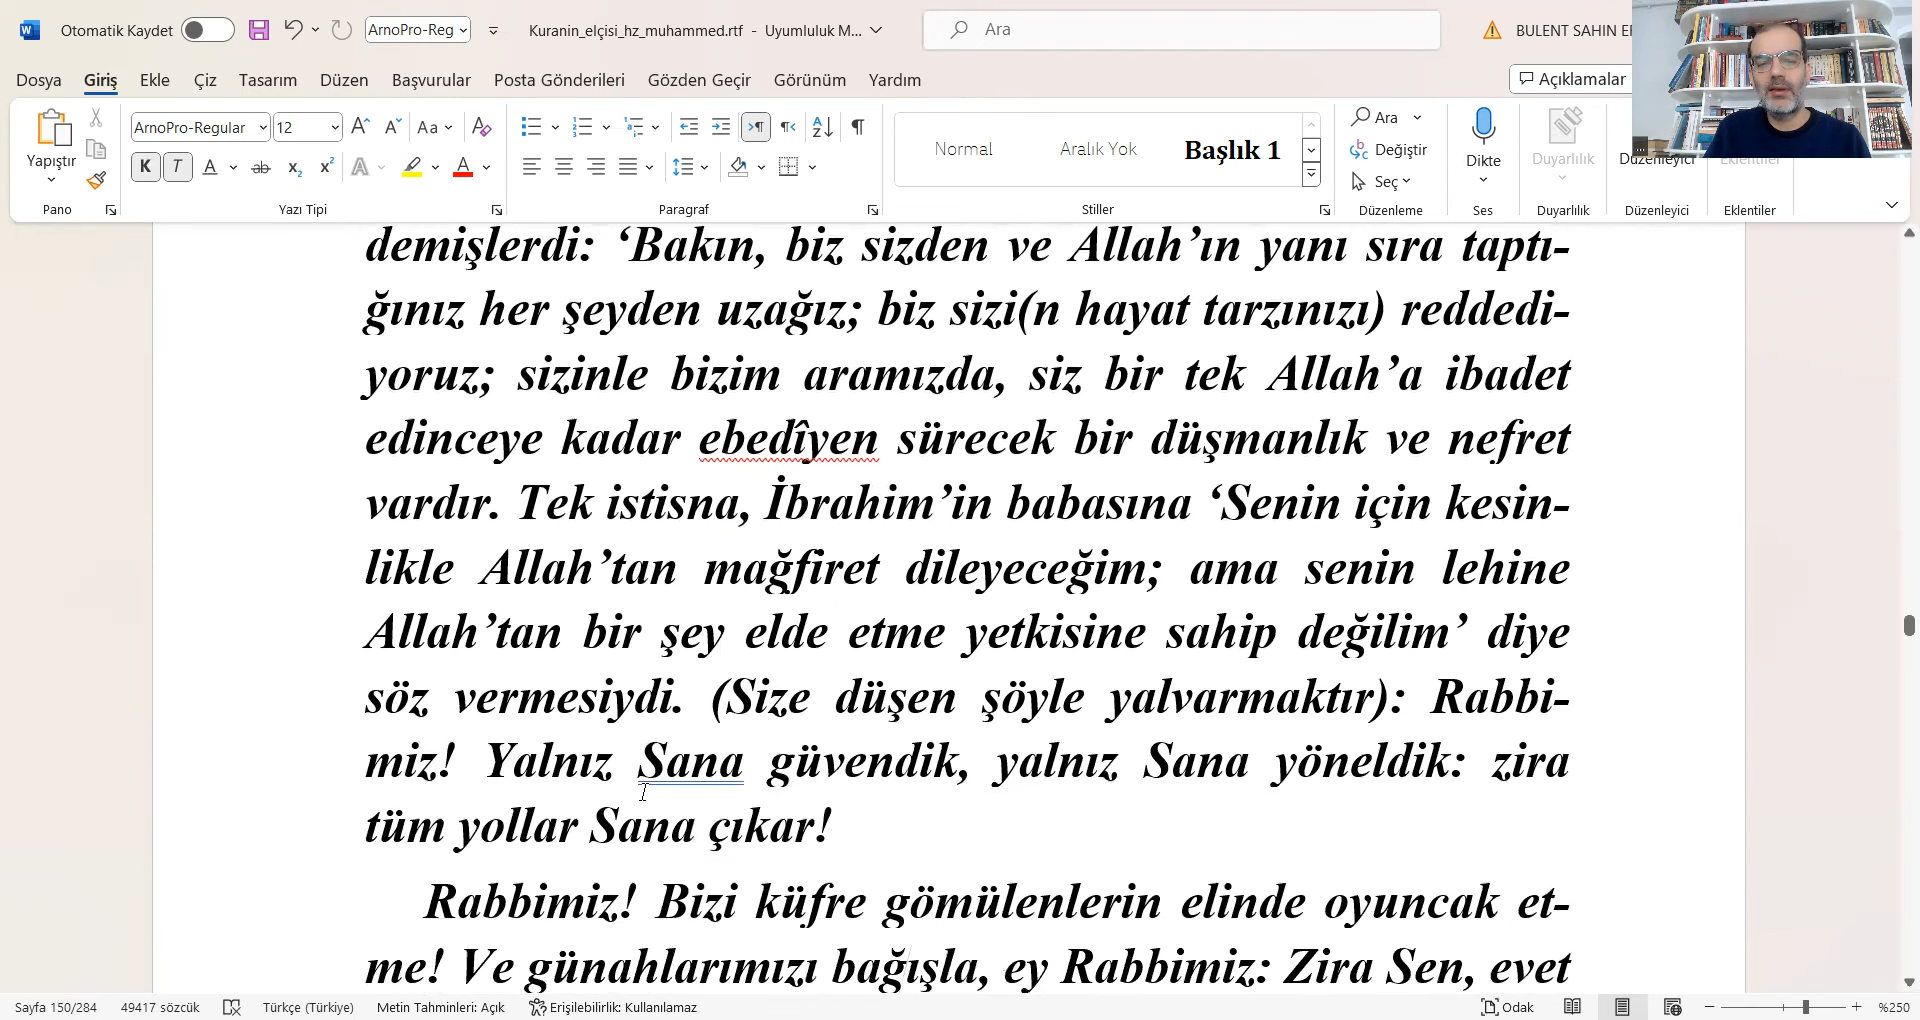 Otomatik Kaydet ArnoPro-Reg Kuranin_elçisi_hz_muhammed.rtf - Uyumluluk M... Ara BULENT SAHIN
Dosya Giriş Ekle Çiz Tasarım Düzen Başvurular Posta Gönderileri Gözden Geçir Görünüm Yardım Açıklamalar
Yapıştır
Pano
ArnoPro-Regular 12
Yazı Tipi
Paragraf
Normal Aralık Yok Başlık 1
Stiller
Ara
Değiştir
Seç
Düzenleme
Dikte
Ses
Duyarlılık
Duyarlılık
Düzenleyici
Düzenleyici
Eklentiler
Eklentiler
demişlerdi: ‘Bakın, biz sizden ve Allah’ın yanı sıra taptı-
ğınız her şeyden uzağız; biz sizi(n hayat tarzınızı) reddedi-
yoruz; sizinle bizim aramızda, siz bir tek Allah’a ibadet
edinceye kadar ebedîyen sürecek bir düşmanlık ve nefret
vardır. Tek istisna, İbrahim’in babasına ‘Senin için kesin-
likle Allah’tan mağfiret dileyeceğim; ama senin lehine
Allah’tan bir şey elde etme yetkisine sahip değilim’ diye
söz vermesiydi. (Size düşen şöyle yalvarmaktır): Rabbi-
miz! Yalnız Sana güvendik, yalnız Sana yöneldik: zira
tüm yollar Sana çıkar!
Rabbimiz! Bizi küfre gömülenlerin elinde oyuncak et-
me! Ve günahlarımızı bağışla, ey Rabbimiz: Zira Sen, evet
Sayfa 150/284 49417 sözcük Türkçe (Türkiye) Metin Tahminleri: Açık Erişilebilirlik: Kullanılamaz Odak %250